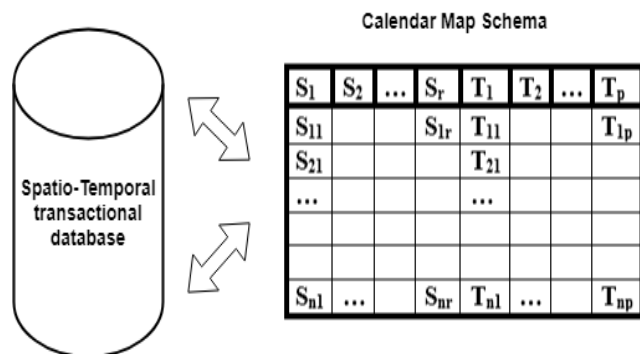 Calendar Map Schema
S₁ S₂ ... Sᵣ T₁ T₂ ... Tₚ
S₁₁ S₁ᵣ T₁₁ T₁ₚ
S₂₁ T₂₁
... ...
Sₙ₁ ... Sₙᵣ Tₙ₁ ... Tₙₚ
Spatio-Temporal
transactional
database